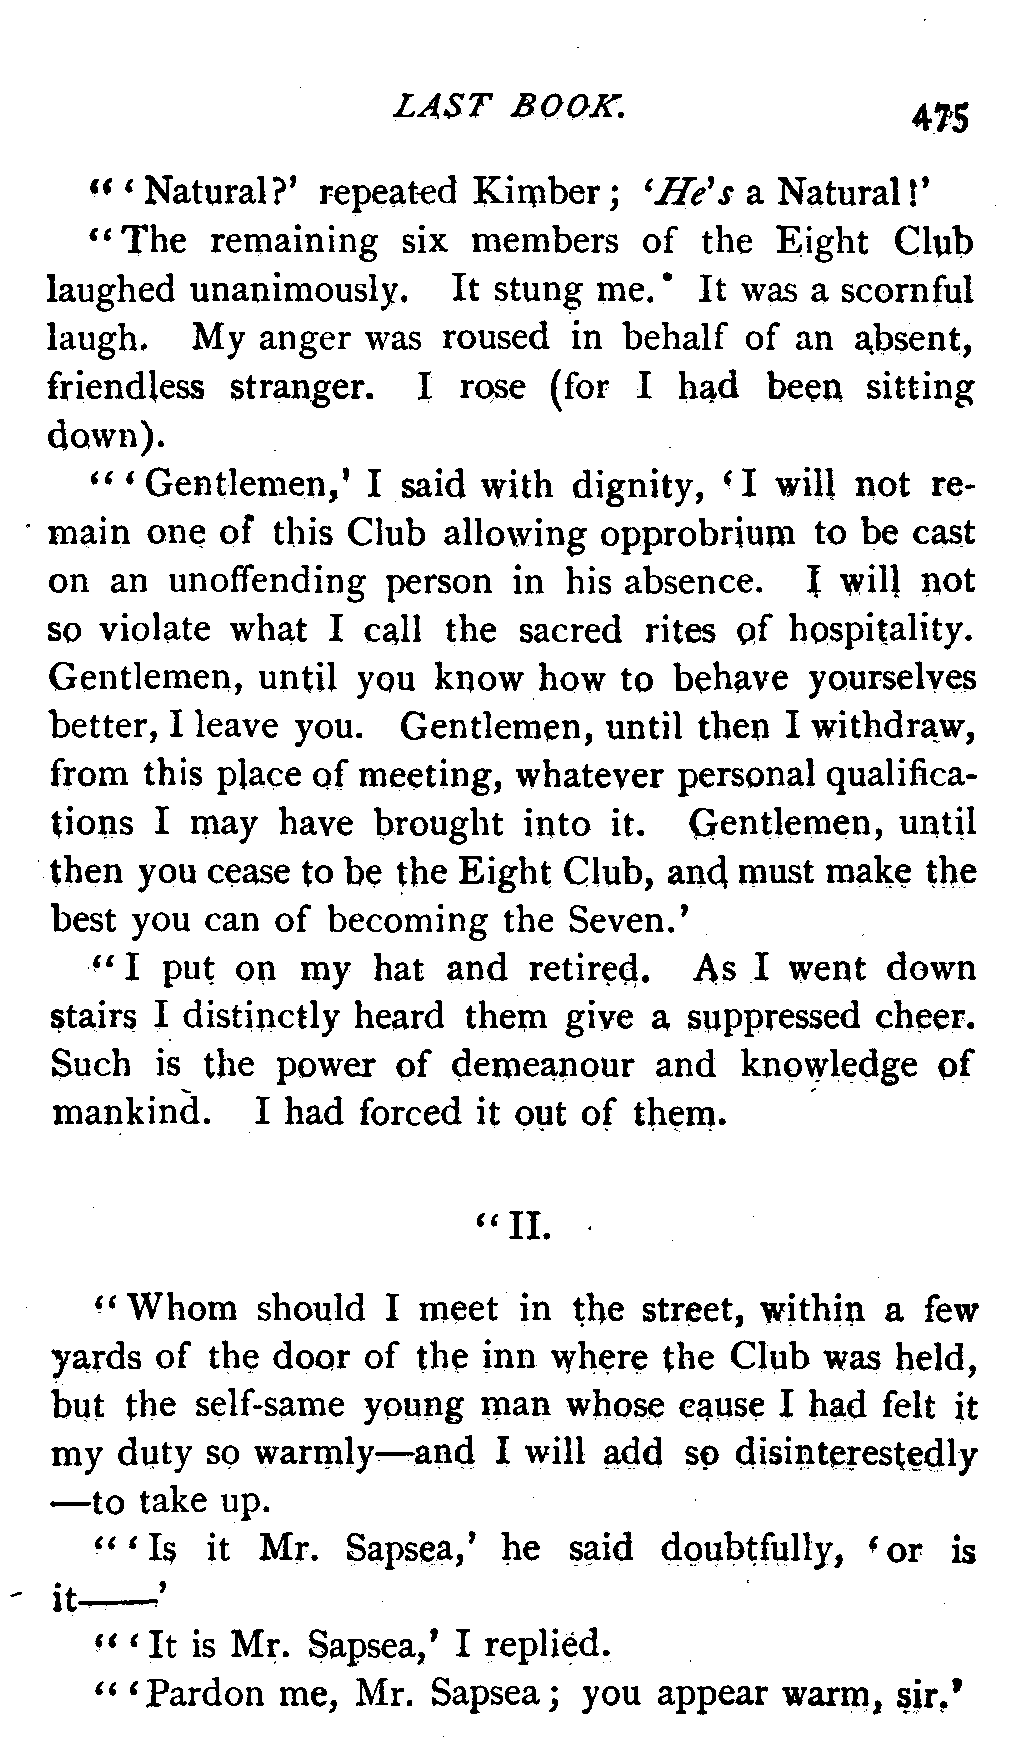 LAST BOOK. 475
“ ‘ Natural?’ repeated Kimber ; ‘He’s a Natural !’
“ The remaining six members of the Eight Club
laughed unanimously. It stung me. It was a scornful
laugh. My anger was roused in behalf of an absent,
friendless stranger. I rose (for I had been sitting
down).
“ ‘ Gentlemen,’ I said with dignity, ‘ I will not re-
main one of this Club allowing opprobrium to be cast
on an unoffending person in his absence. I will not
so violate what I call the sacred rites of hospitality.
Gentlemen, until you know how to behave yourselves
better, I leave you. Gentlemen, until then I withdraw,
from this place of meeting, whatever personal qualifica-
tions I may have brought into it. Gentlemen, until
then you cease to be the Eight Club, and must make the
best you can of becoming the Seven.’
“ I put on my hat and retired. As I went down
stairs I distinctly heard them give a suppressed cheer.
Such is the power of demeanour and knowledge of
mankind. I had forced it out of them.
“ II.
“ Whom should I meet in the street, within a few
yards of the door of the inn where the Club was held,
but the self-same young man whose cause I had felt it
my duty so warmly—and I will add so disinterestedly
—to take up.
“ ‘ Is it Mr. Sapsea,’ he said doubtfully, ‘ or is
it——’
“ ‘ It is Mr. Sapsea,’ I replied.
“ ‘ Pardon me, Mr. Sapsea ; you appear warm, sir.’